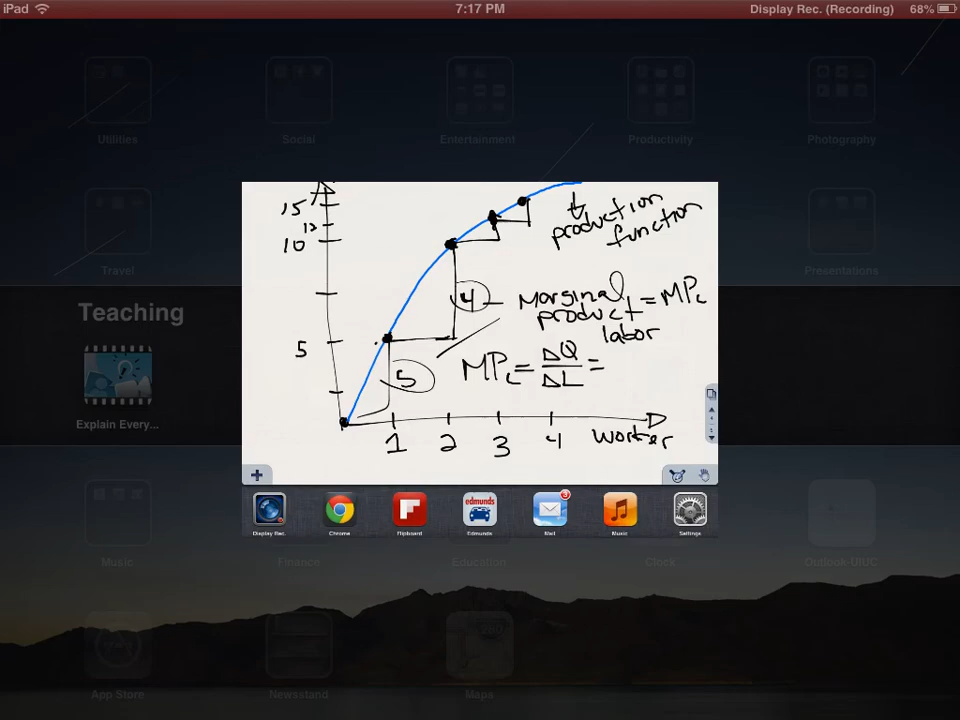 iPad
7:17 PM
Display Rec. (Recording)
68%
Utilities
Social
Entertainment
Productivity
Photography
Travel
Presentations
15
12
10
5
production
function
4
marginal = MPL
product
labor
5
MPL = ΔQ =
ΔL
1 2 3 4 worker
Teaching
Explain Every...
Display Rec.
Chrome
Flipboard
edmunds
Edmunds
3
Mail
Music
Settings
Music
Finance
Education
Clock
Outlook-UIUC
App Store
Newsstand
Maps